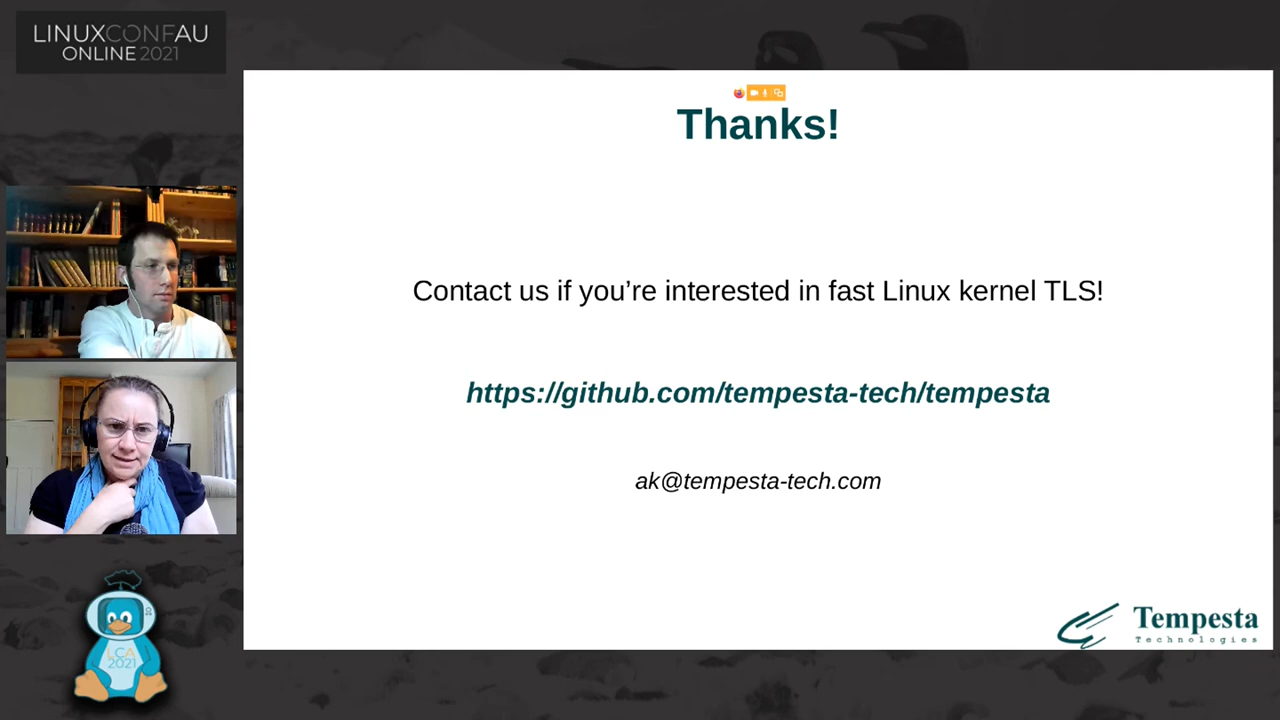 LINUXCONFAU
ONLINE 2021
Thanks!
Contact us if you’re interested in fast Linux kernel TLS!
https://github.com/tempesta-tech/tempesta
ak@tempesta-tech.com
LCA
2021
Tempesta
Technologies